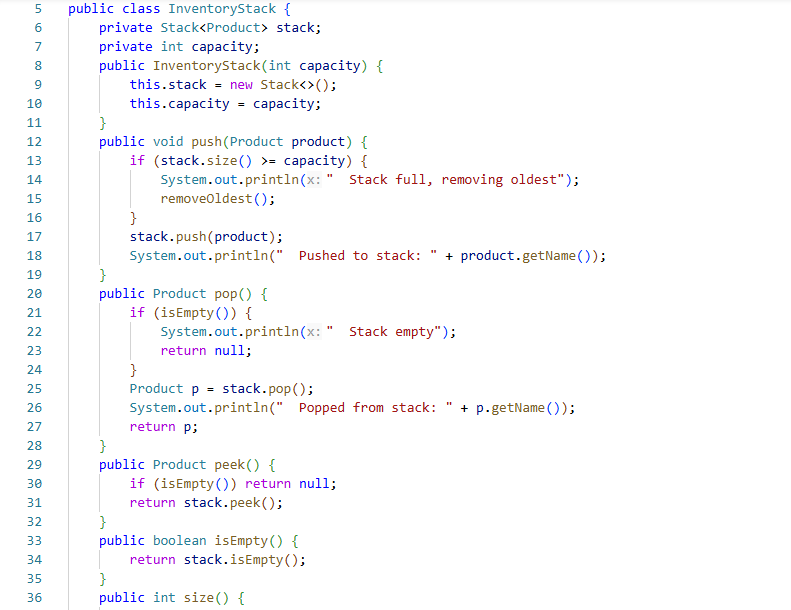 5 public class InventoryStack {
6     private Stack<Product> stack;
7     private int capacity;
8     public InventoryStack(int capacity) {
9         this.stack = new Stack<>();
10         this.capacity = capacity;
11     }
12     public void push(Product product) {
13         if (stack.size() >= capacity) {
14             System.out.println(x: "  Stack full, removing oldest");
15             removeOldest();
16         }
17         stack.push(product);
18         System.out.println("  Pushed to stack: " + product.getName());
19     }
20     public Product pop() {
21         if (isEmpty()) {
22             System.out.println(x: "  Stack empty");
23             return null;
24         }
25         Product p = stack.pop();
26         System.out.println("  Popped from stack: " + p.getName());
27         return p;
28     }
29     public Product peek() {
30         if (isEmpty()) return null;
31         return stack.peek();
32     }
33     public boolean isEmpty() {
34         return stack.isEmpty();
35     }
36     public int size() {